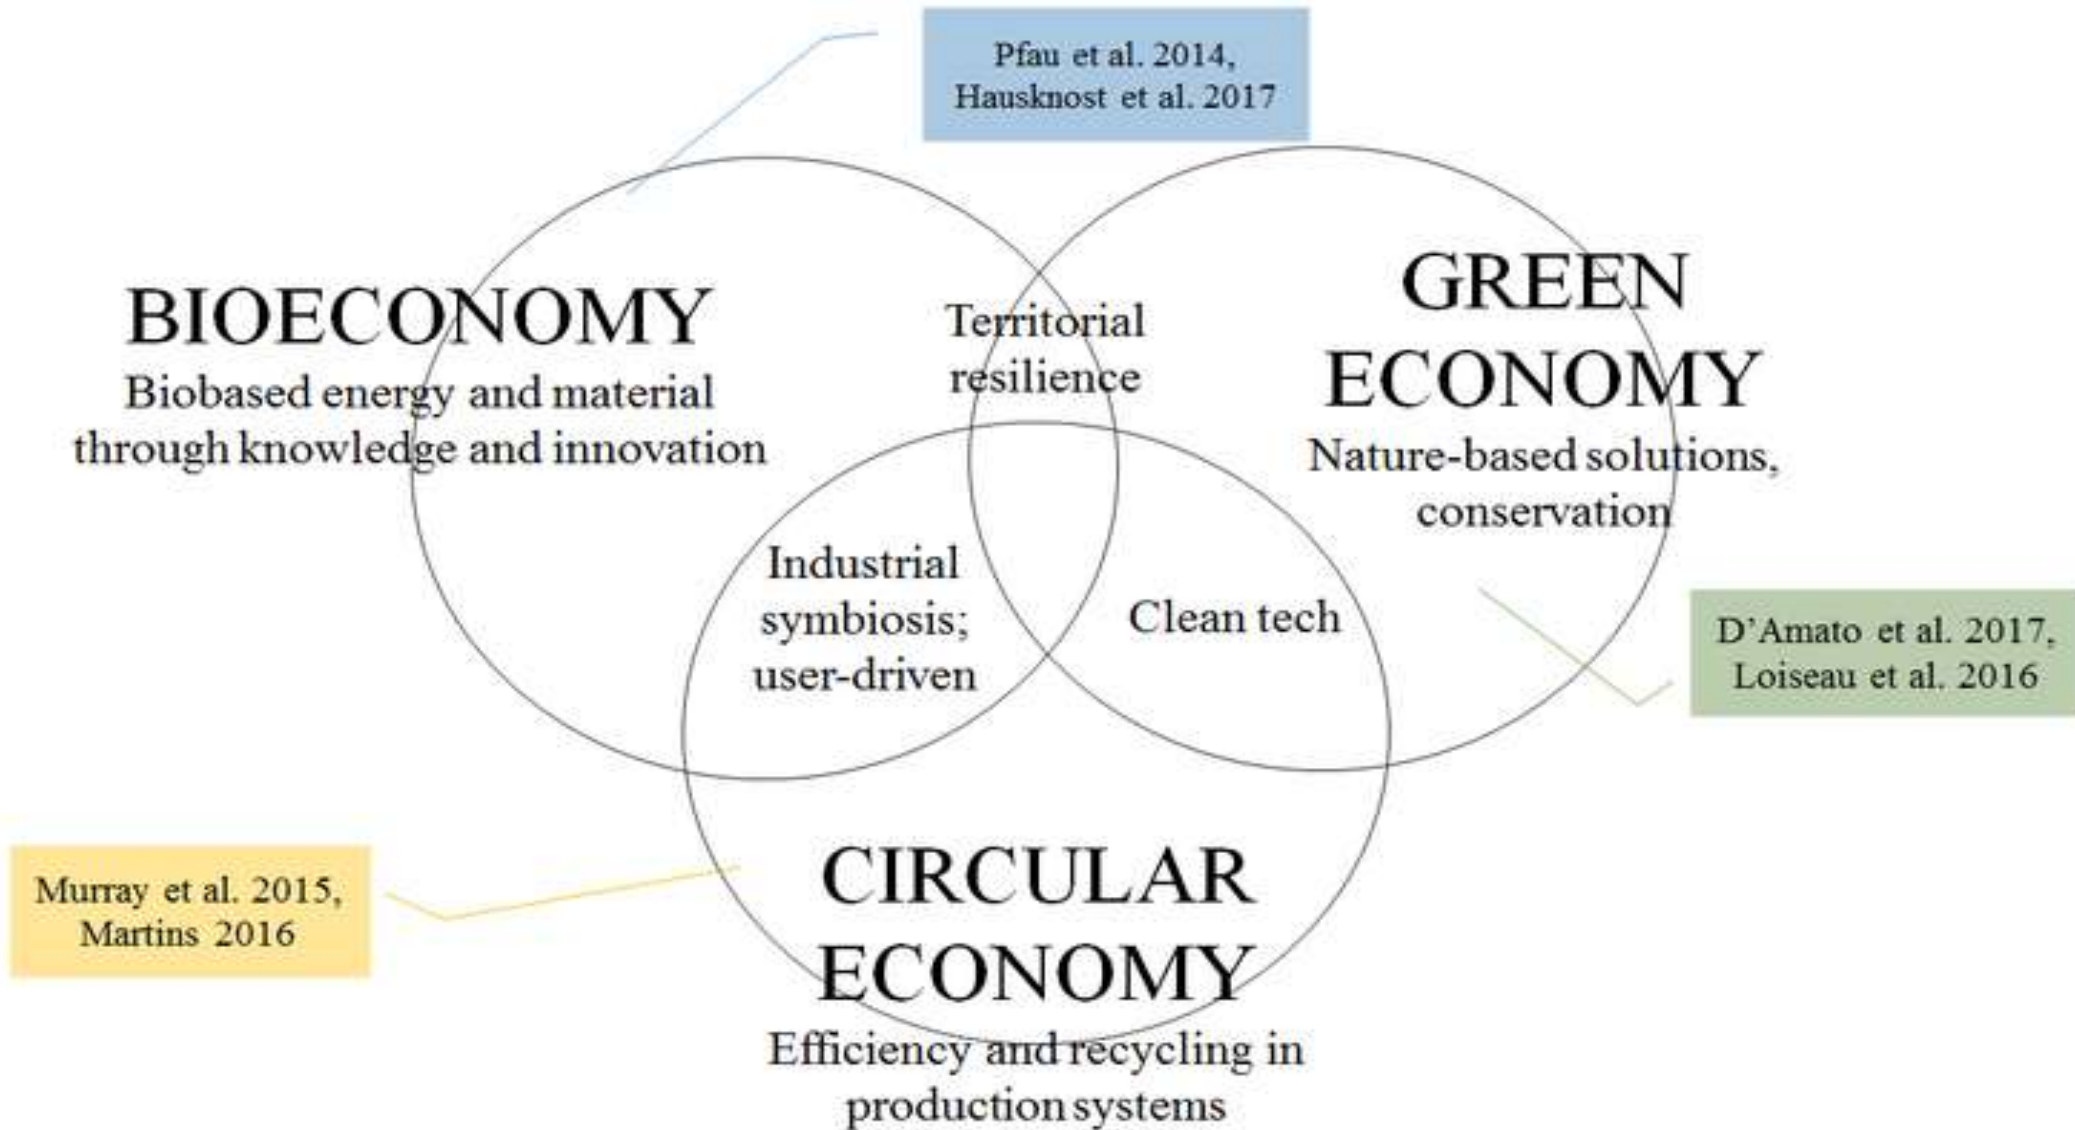 Pfau et al. 2014,
Hausknost et al. 2017
BIOECONOMY
Biobased energy and material
through knowledge and innovation
Territorial
resilience
GREEN
ECONOMY
Nature-based solutions,
conservation
Industrial
symbiosis;
user-driven
Clean tech
D’Amato et al. 2017,
Loiseau et al. 2016
Murray et al. 2015,
Martins 2016
CIRCULAR
ECONOMY
Efficiency and recycling in
production systems